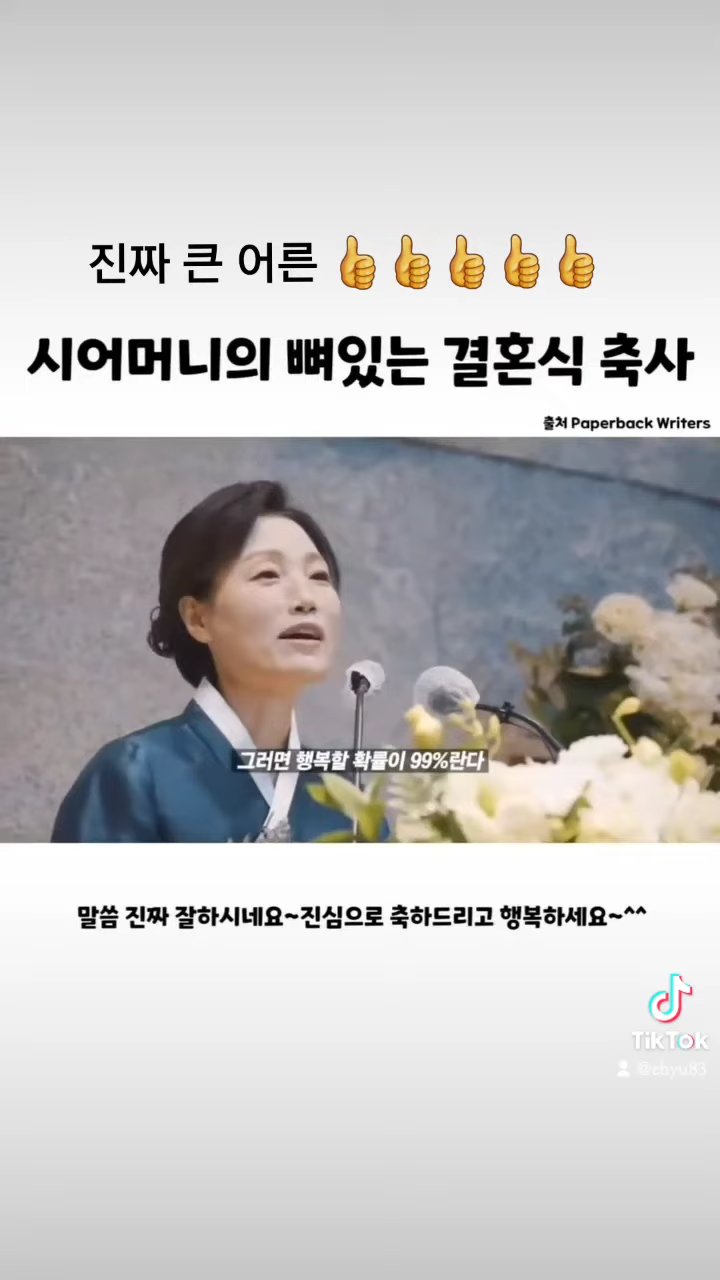 진짜 큰 어른 👍👍👍👍👍
시어머니의 뼈있는 결혼식 축사
출처 Paperback Writers
그러면 행복할 확률이 99%란다
말씀 진짜 잘하시네요~진심으로 축하드리고 행복하세요~^^
TikTok
@cbyu83